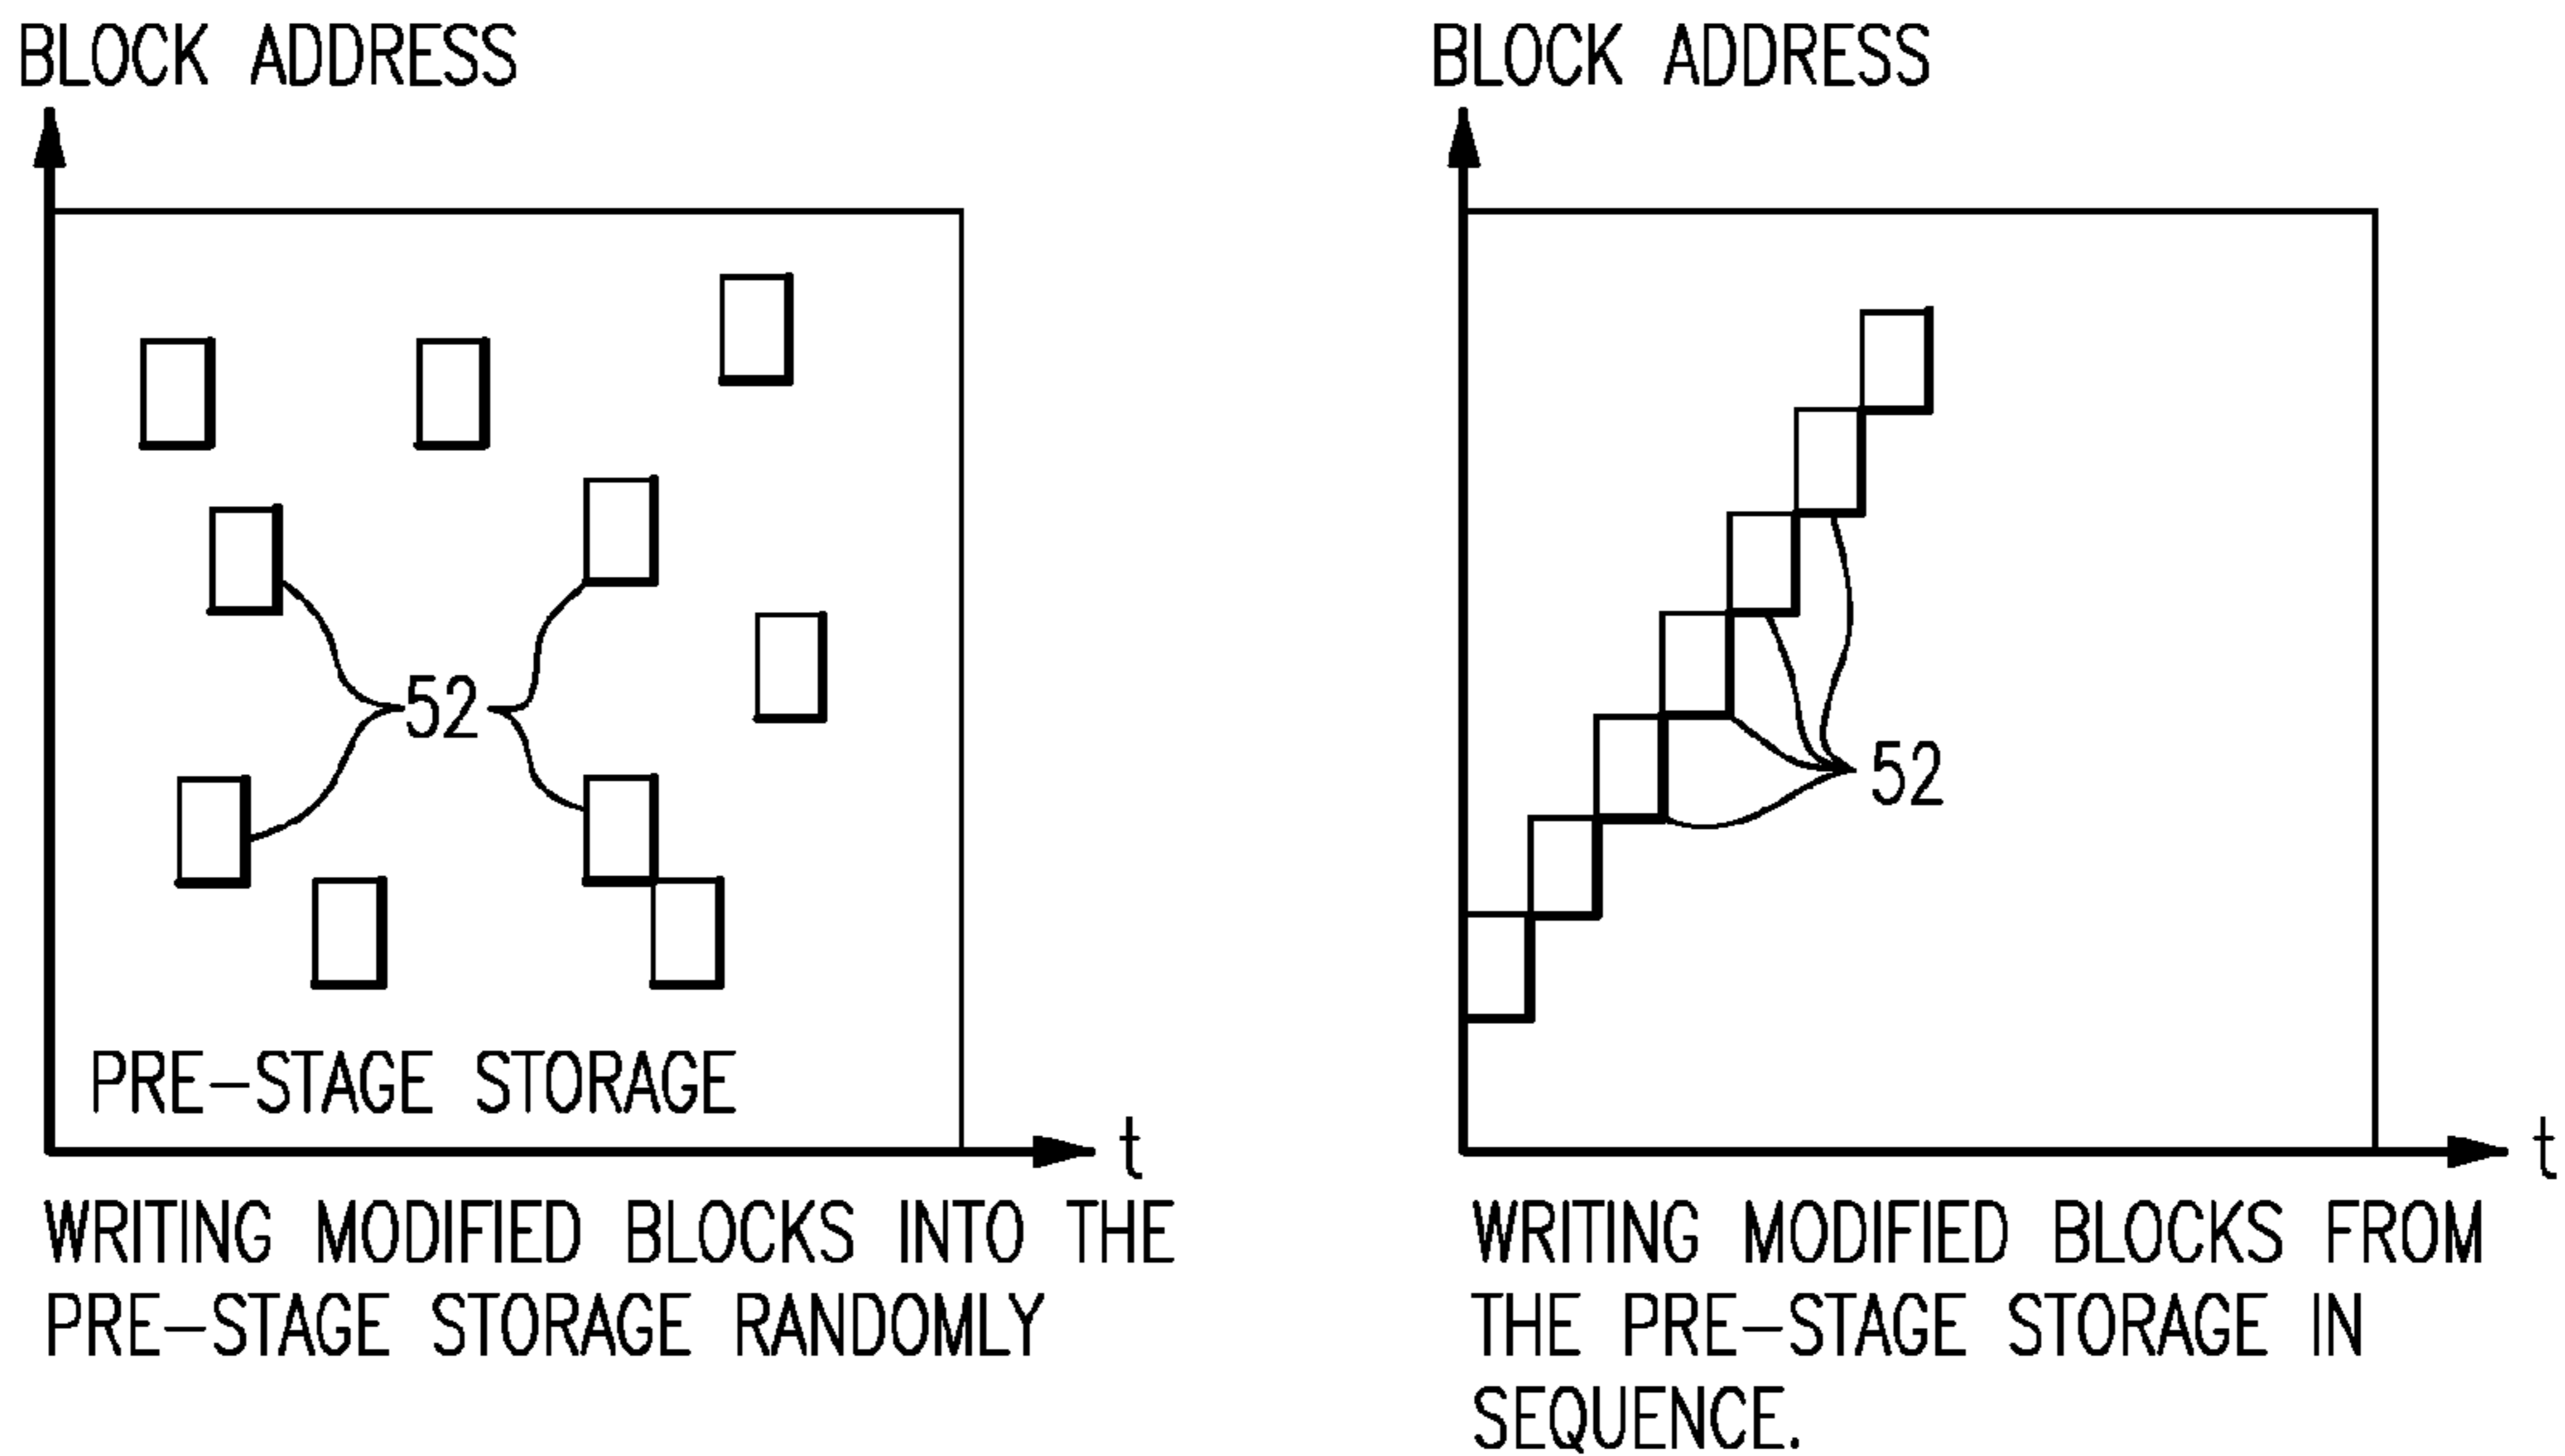 BLOCK ADDRESS
52
PRE-STAGE STORAGE
t
WRITING MODIFIED BLOCKS INTO THE
PRE-STAGE STORAGE RANDOMLY
BLOCK ADDRESS
52
t
WRITING MODIFIED BLOCKS FROM
THE PRE-STAGE STORAGE IN
SEQUENCE.